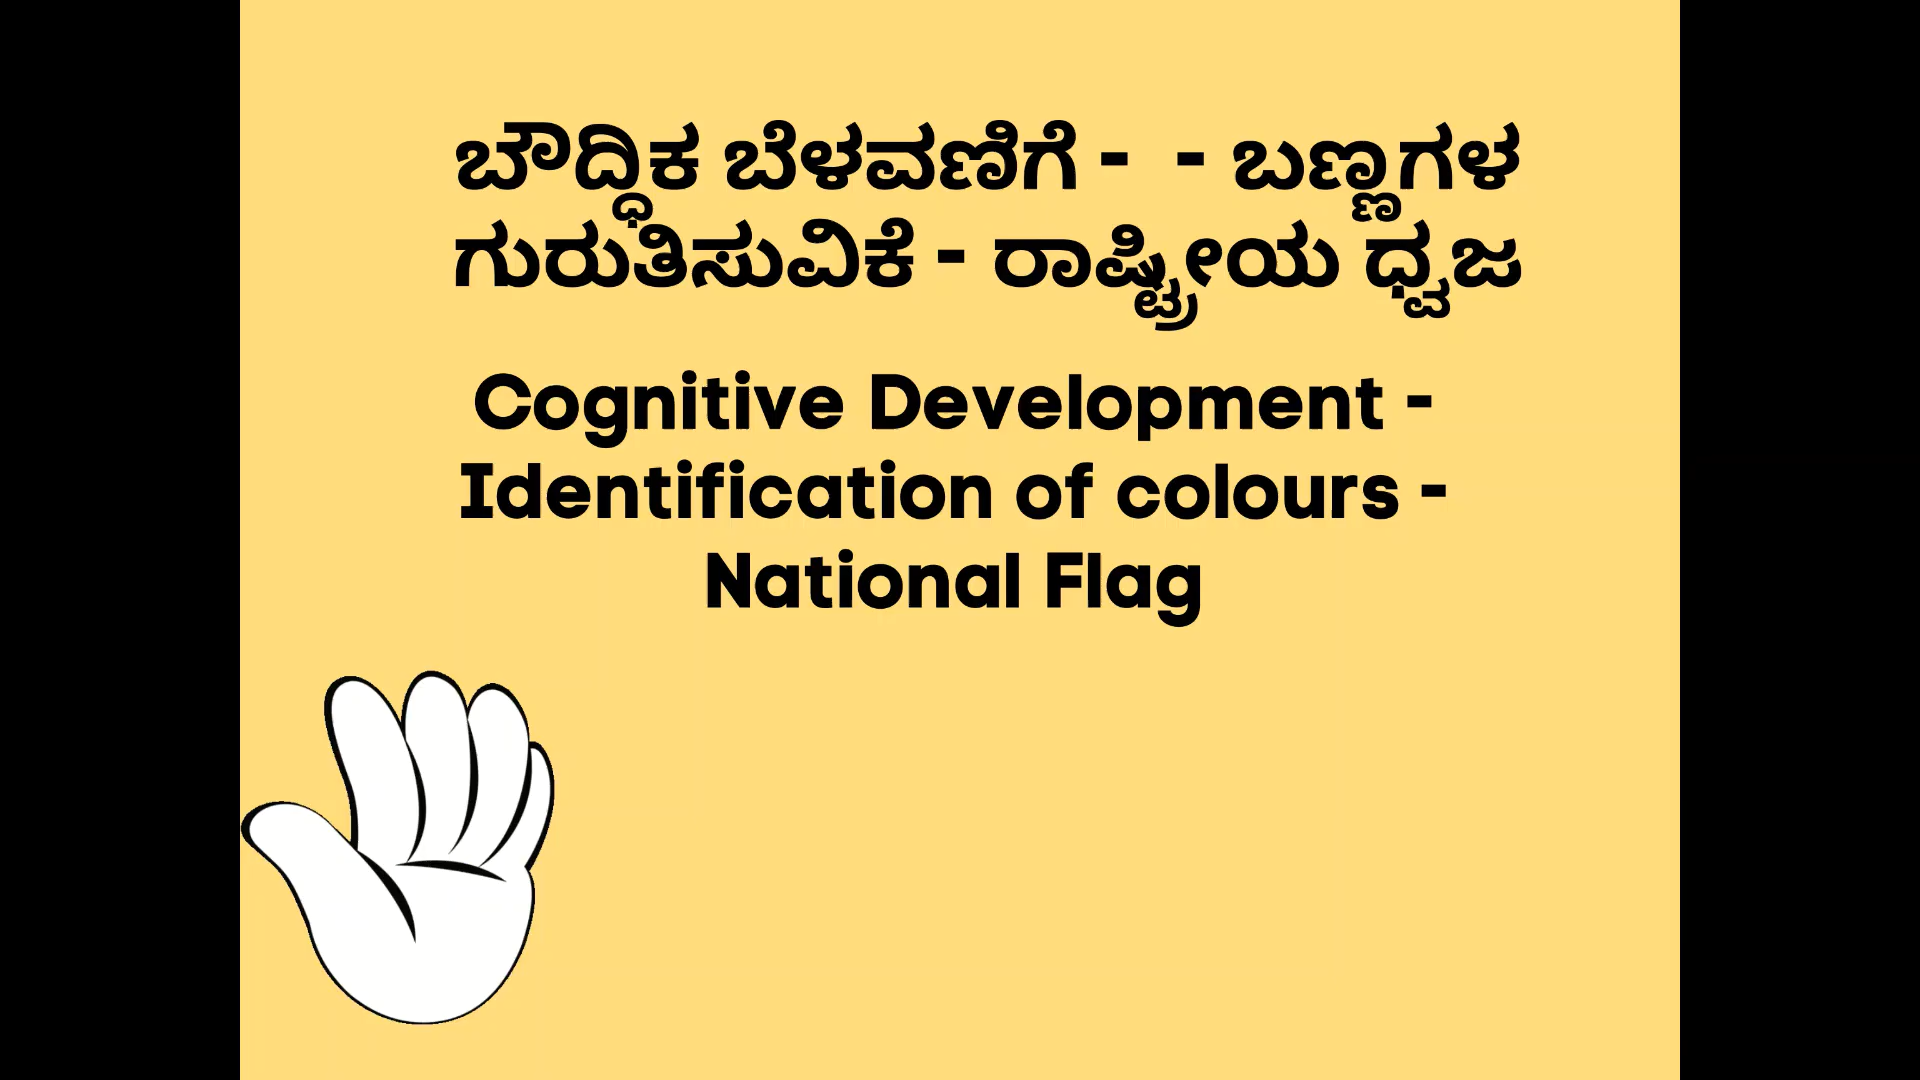 ಬೌದ್ಧಿಕ ಬೆಳವಣಿಗೆ -  - ಬಣ್ಣಗಳ
ಗುರುತಿಸುವಿಕೆ - ರಾಷ್ಟ್ರೀಯ ಧ್ವಜ
Cognitive Development -
Identification of colours -
National Flag